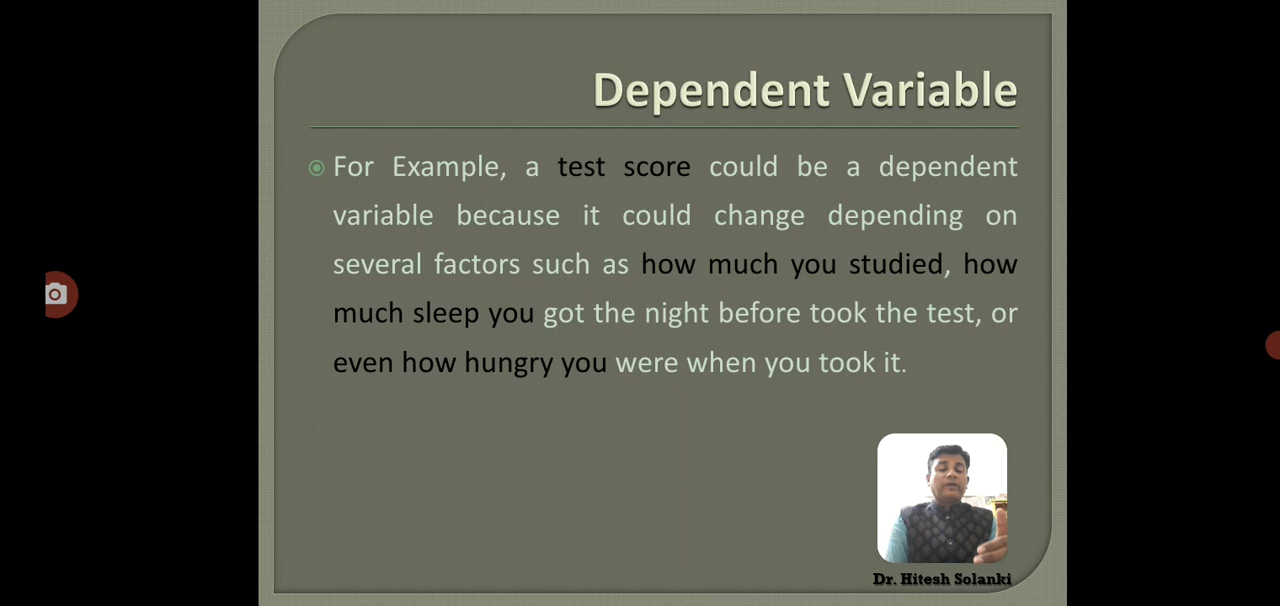 Dependent Variable
For Example, a test score could be a dependent
variable because it could change depending on
several factors such as how much you studied, how
much sleep you got the night before took the test, or
even how hungry you were when you took it.
Dr. Hitesh Solanki